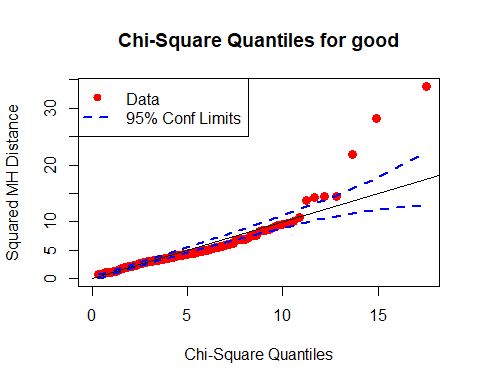 Chi-Square Quantiles for good
Data
95% Conf Limits
Squared MH Distance
30
20
10
5
0
0
5
10
15
Chi-Square Quantiles